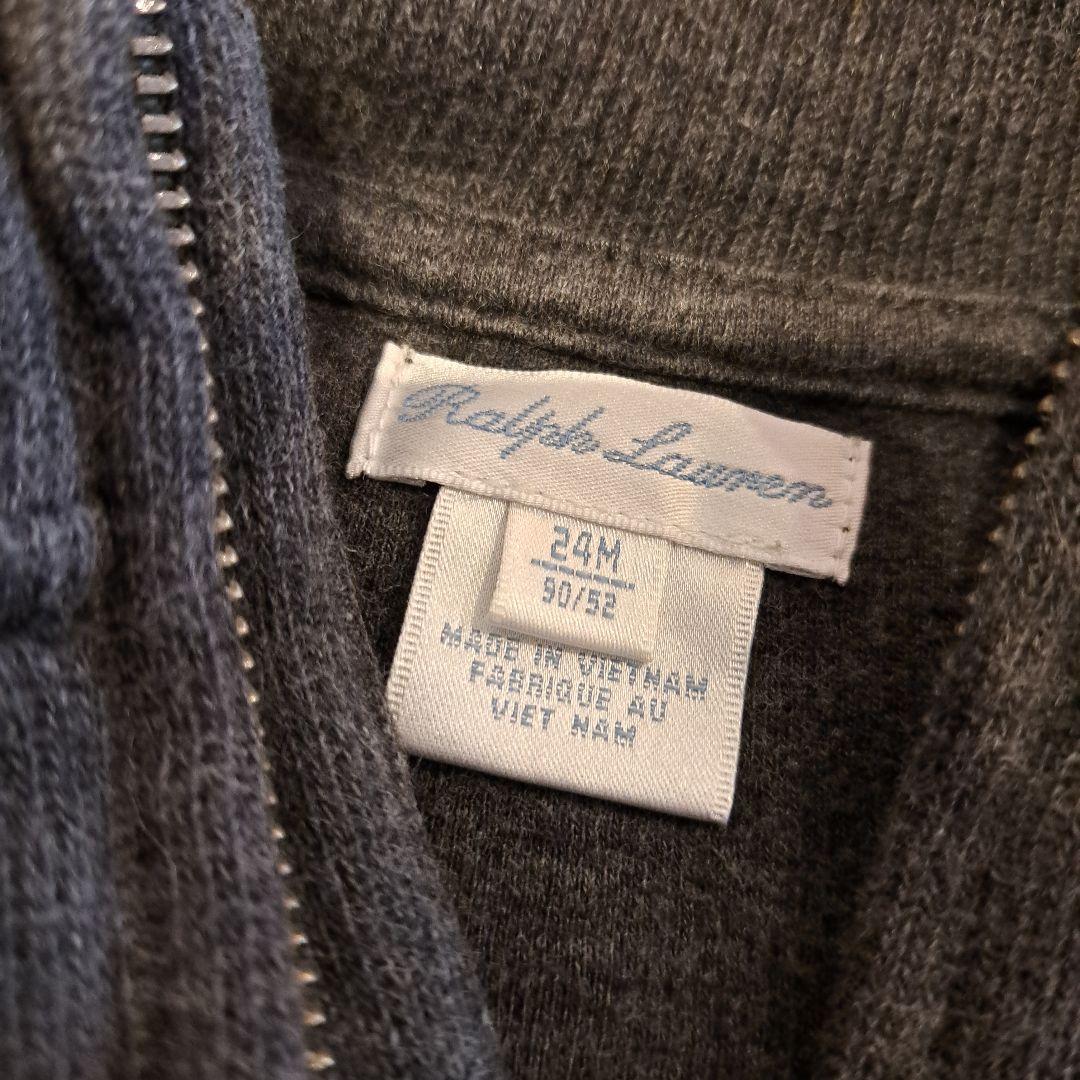 Ralph Lauren
24M
90/52
MADE IN VIETNAM
FABRIQUE AU
VIET NAM